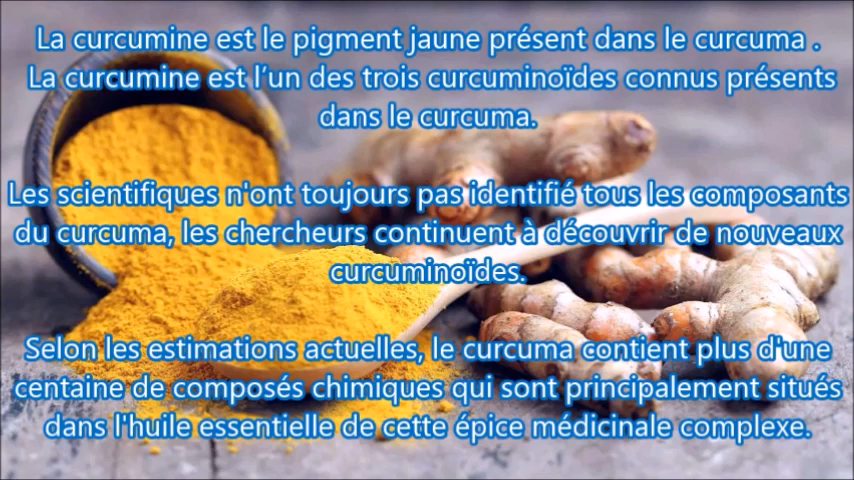 La curcumine est le pigment jaune présent dans le curcuma .
La curcumine est l’un des trois curcuminoïdes connus présents
dans le curcuma.
Les scientifiques n'ont toujours pas identifié tous les composants
du curcuma, les chercheurs continuent à découvrir de nouveaux
curcuminoïdes.
Selon les estimations actuelles, le curcuma contient plus d'une
centaine de composés chimiques qui sont principalement situés
dans l'huile essentielle de cette épice médicinale complexe.